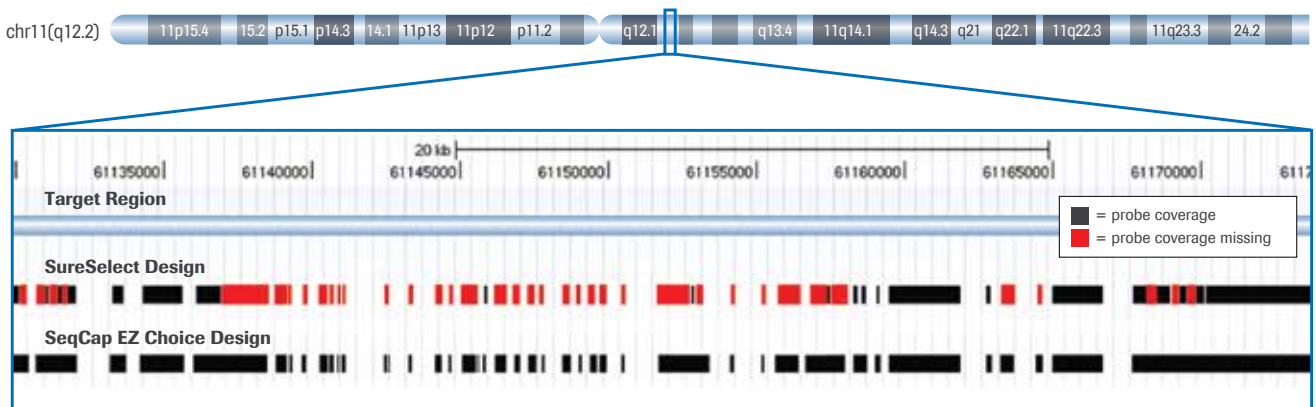 chr11(q12.2) 11p15.4 15.2 p15.1 p14.3 14.1 11p13 11p12 p11.2 q12.1 q13.4 11q14.1 q14.3 q21 q22.1 11q22.3 11q23.3 24.2
20 kb
61135000 61140000 61145000 61150000 61155000 61160000 61165000 61170000 6117
Target Region
= probe coverage
= probe coverage missing
SureSelect Design
SeqCap EZ Choice Design